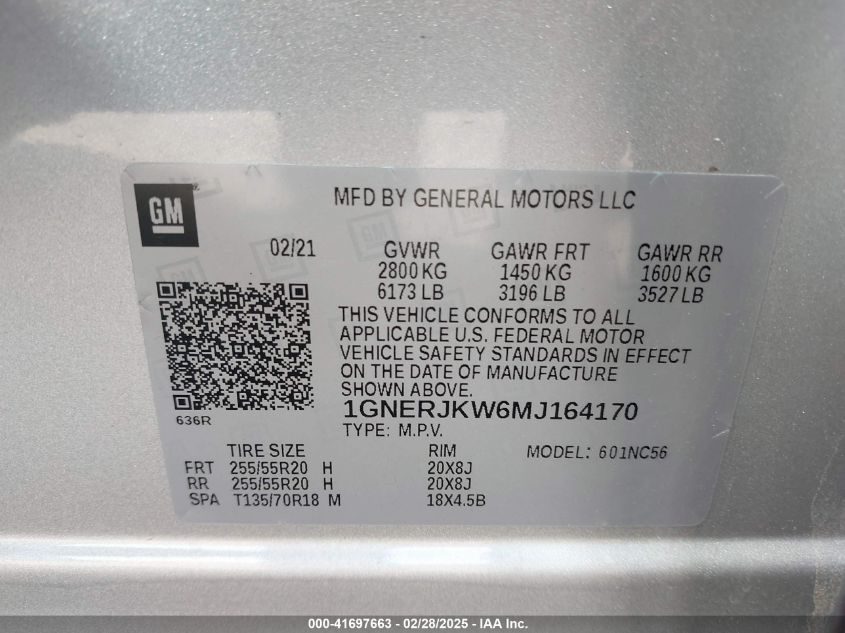 GM
MFD BY GENERAL MOTORS LLC
02/21
GVWR GAWR FRT GAWR RR
2800 KG 1450 KG 1600 KG
6173 LB 3196 LB 3527 LB
THIS VEHICLE CONFORMS TO ALL
APPLICABLE U.S. FEDERAL MOTOR
VEHICLE SAFETY STANDARDS IN EFFECT
ON THE DATE OF MANUFACTURE
SHOWN ABOVE.
1GNERJKW6MJ164170
636R
TYPE: M.P.V.
TIRE SIZE RIM MODEL: 601NC56
FRT 255/55R20 H 20X8J
RR 255/55R20 H 20X8J
SPA T135/70R18 M 18X4.5B
000-41697663 - 02/28/2025 - IAA Inc.